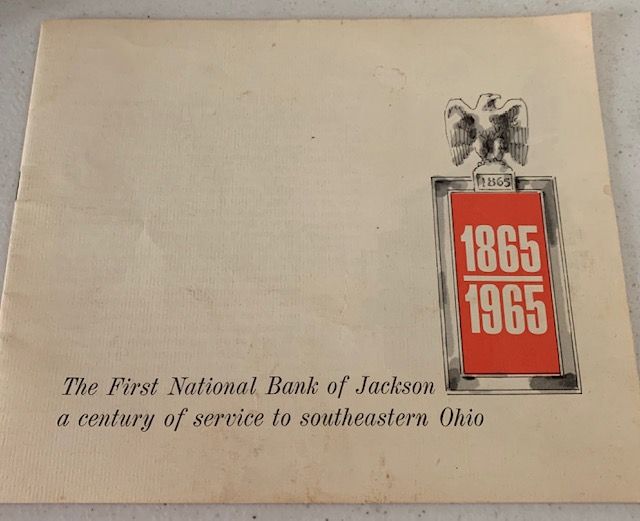 1865
1865
1965
The First National Bank of Jackson
a century of service to southeastern Ohio